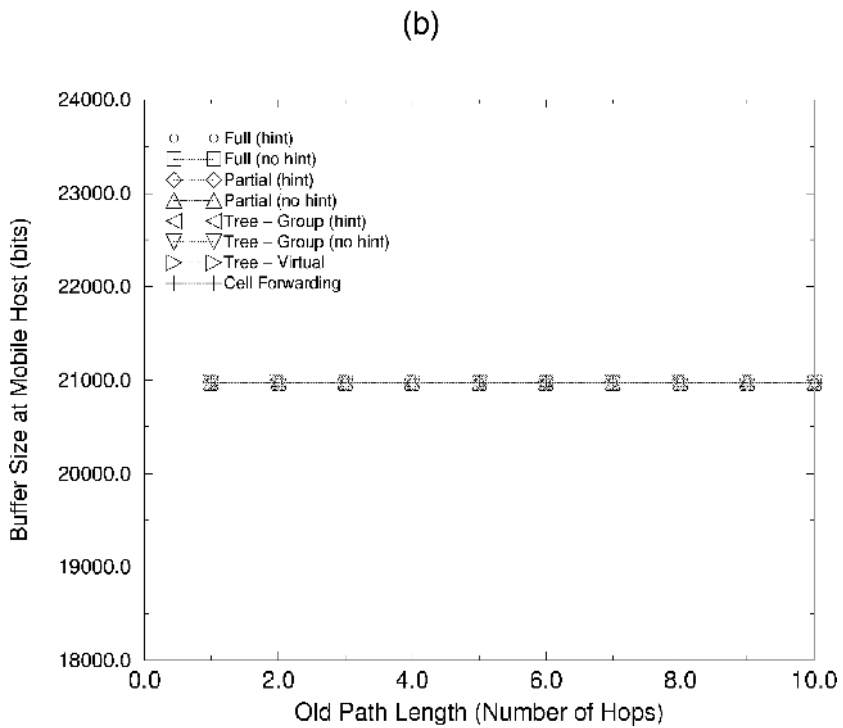 (b)
24000.0
23000.0
22000.0
21000.0
20000.0
19000.0
18000.0
Buffer Size at Mobile Host (bits)
Full (hint)
Full (no hint)
Partial (hint)
Partial (no hint)
Tree – Group (hint)
Tree – Group (no hint)
Tree – Virtual
Cell Forwarding
0.0 2.0 4.0 6.0 8.0 10.0
Old Path Length (Number of Hops)